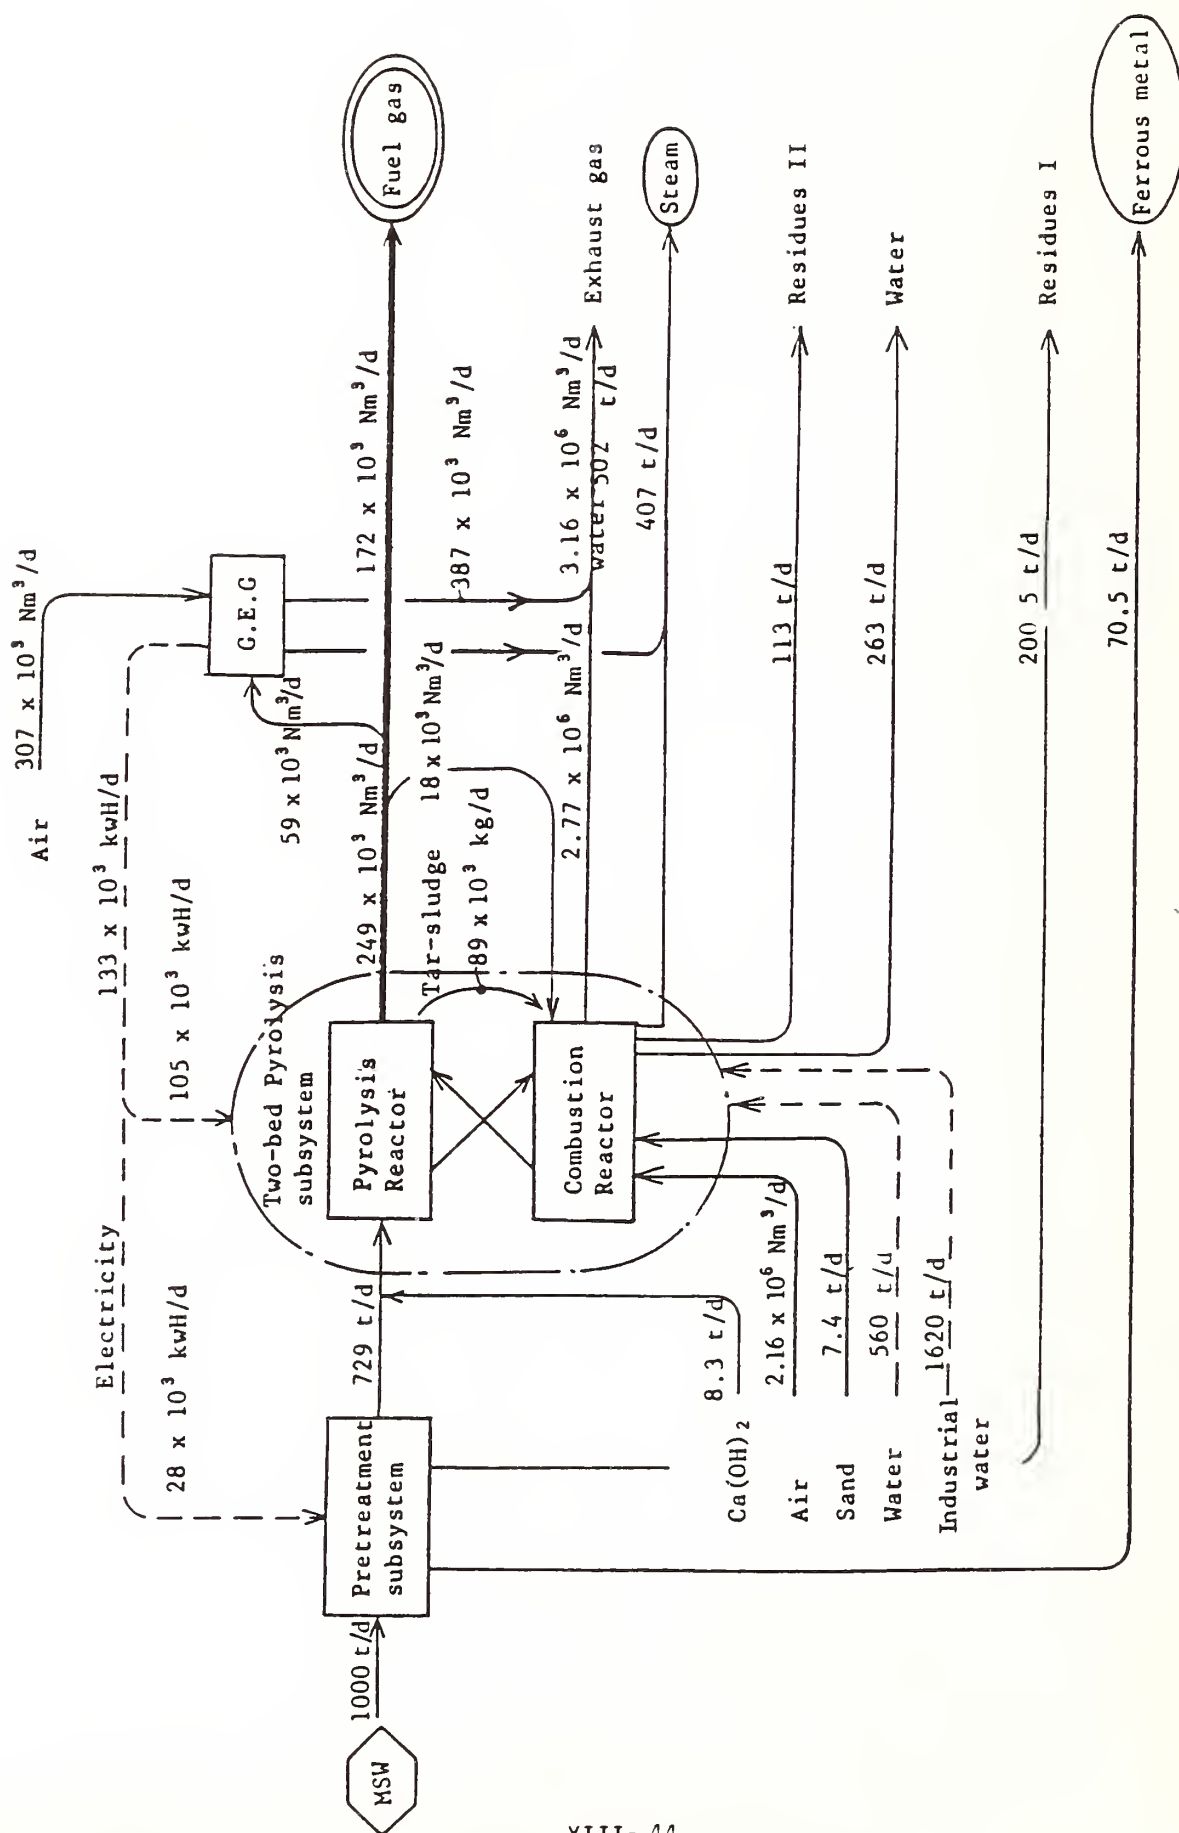 Air 307 x 10³ Nm³/d
133 x 10³ kwH/d
Electricity
28 x 10³ kwH/d
105 x 10³ kwH/d
G.E.G
59 x 10³ Nm³/d
Two-bed Pyrolysis
subsystem
MSW
1000 t/d
Pretreatment
subsystem
729 t/d
Pyrolysis
Reactor
249 x 10³ Nm³/d
172 x 10³ Nm³/d
Fuel gas
Tar-sludge
18 x 10³ Nm³/d
89 x 10³ kg/d
387 x 10³ Nm³/d
Combustion
Reactor
2.77 x 10⁶ Nm³/d
3.16 x 10⁶ Nm³/d
water 502 t/d
Exhaust gas
407 t/d
Steam
Ca(OH)₂
8.3 t/d
Air
2.16 x 10⁶ Nm³/d
113 t/d
Residues II
Sand
7.4 t/d
Water
560 t/d
263 t/d
Water
Industrial
water
1620 t/d
200 5 t/d
Residues I
70.5 t/d
Ferrous metal
XIII-44